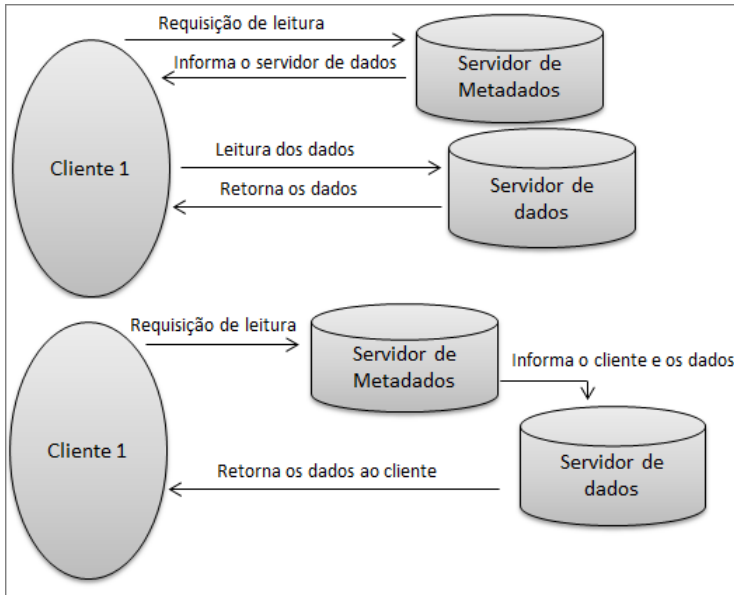 Requisição de leitura
Informa o servidor de dados
Servidor de
Metadados
Cliente 1
Leitura dos dados
Retorna os dados
Servidor de
dados
Requisição de leitura
Servidor de
Metadados
Informa o cliente e os dados
Cliente 1
Retorna os dados ao cliente
Servidor de
dados